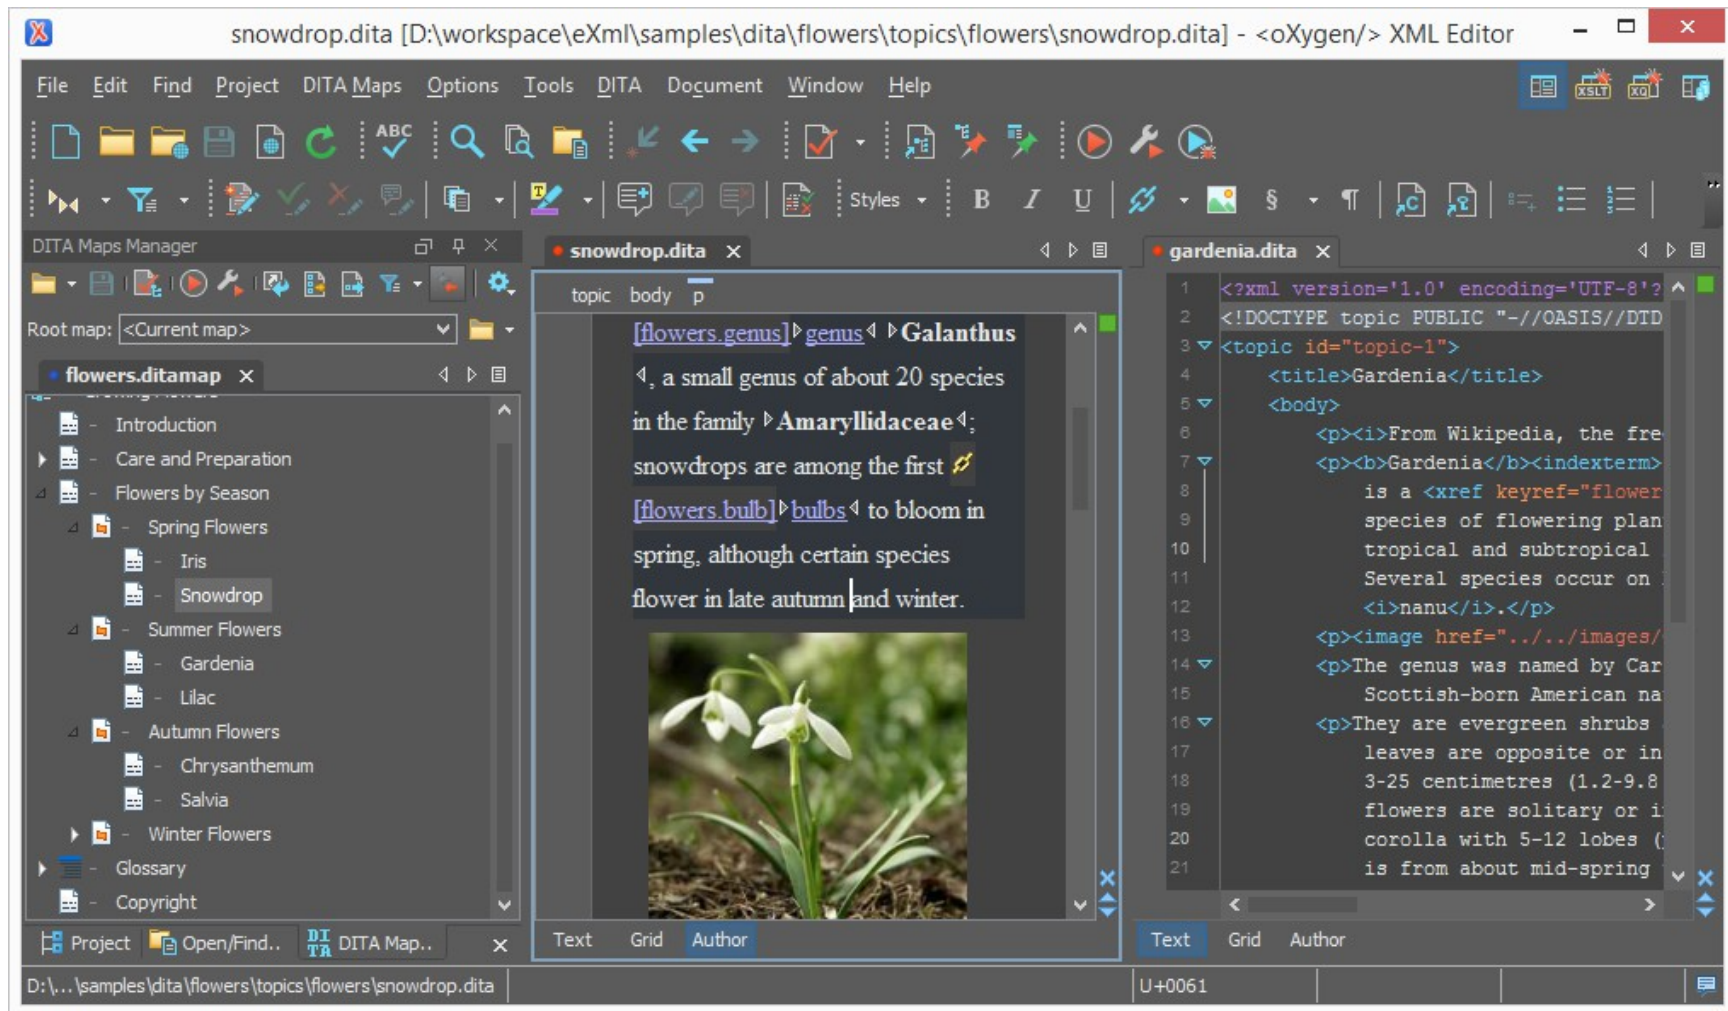 snowdrop.dita [D:\workspace\eXml\samples\dita\flowers\topics\flowers\snowdrop.dita] - <oXygen/> XML Editor
File Edit Find Project DITA Maps Options Tools DITA Document Window Help
XSLT XQ
ABC
T Styles B I U § ¶ C
DITA Maps Manager
Root map: <Current map>
flowers.ditamap
Introduction
Care and Preparation
Flowers by Season
Spring Flowers
Iris
Snowdrop
Summer Flowers
Gardenia
Lilac
Autumn Flowers
Chrysanthemum
Salvia
Winter Flowers
Glossary
Copyright
Project Open/Find.. DITA DITA Map..
snowdrop.dita
topic body p
[flowers.genus] genus Galanthus
, a small genus of about 20 species
in the family Amaryllidaceae;
snowdrops are among the first
[flowers.bulb] bulbs to bloom in
spring, although certain species
flower in late autumn and winter.
Text Grid Author
gardenia.dita
1 <?xml version='1.0' encoding='UTF-8'?
2 <!DOCTYPE topic PUBLIC "-//OASIS//DTD
3 <topic id="topic-1">
4 <title>Gardenia</title>
5 <body>
6 <p><i>From Wikipedia, the fre
7 <p><b>Gardenia</b><indexterm>
8 is a <xref keyref="flower
9 species of flowering plan
10 tropical and subtropical
11 Several species occur on
12 <i>nanu</i>.</p>
13 <p><image href="../../images/
14 <p>The genus was named by Car
15 Scottish-born American na
16 <p>They are evergreen shrubs
17 leaves are opposite or in
18 3-25 centimetres (1.2-9.8
19 flowers are solitary or i
20 corolla with 5-12 lobes (
21 is from about mid-spring
Text Grid Author
D:\...\samples\dita\flowers\topics\flowers\snowdrop.dita
U+0061